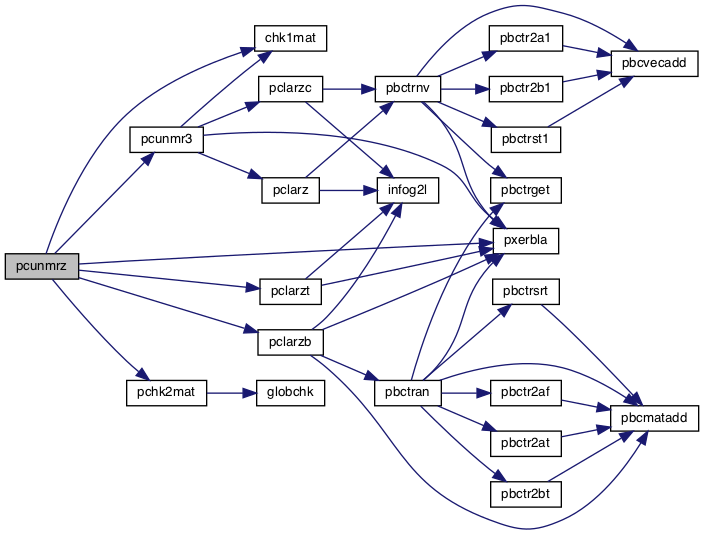 chk1mat
pbctr2a1
pbcvecadd
pclarzc
pbctrnv
pbctr2b1
pcunmr3
pbctrst1
pclarz
infog2l
pbctrget
pxerbla
pcunmrz
pclarzt
pbctrsrt
pclarzb
pchk2mat
globchk
pbctran
pbctr2af
pbcmatadd
pbctr2at
pbctr2bt